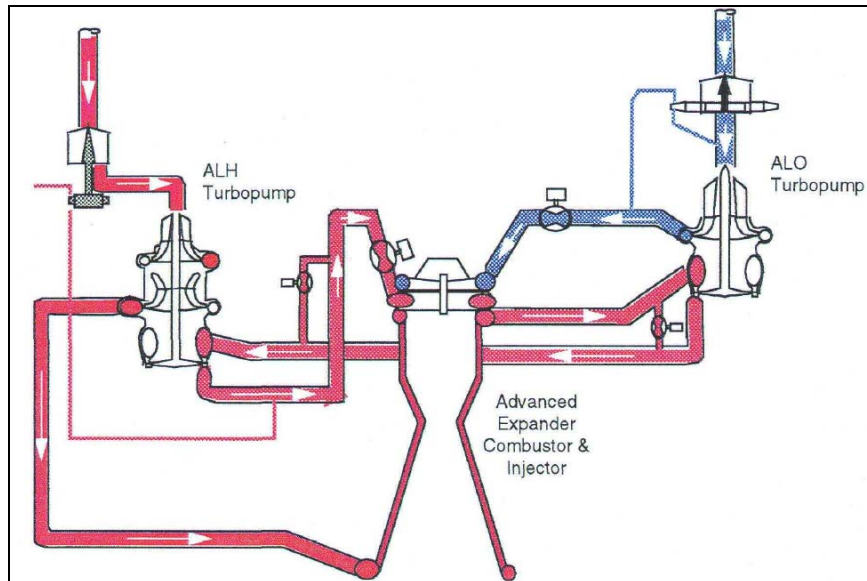 ALH
Turbopump
ALO
Turbopump
Advanced
Expander
Combustor &
Injector